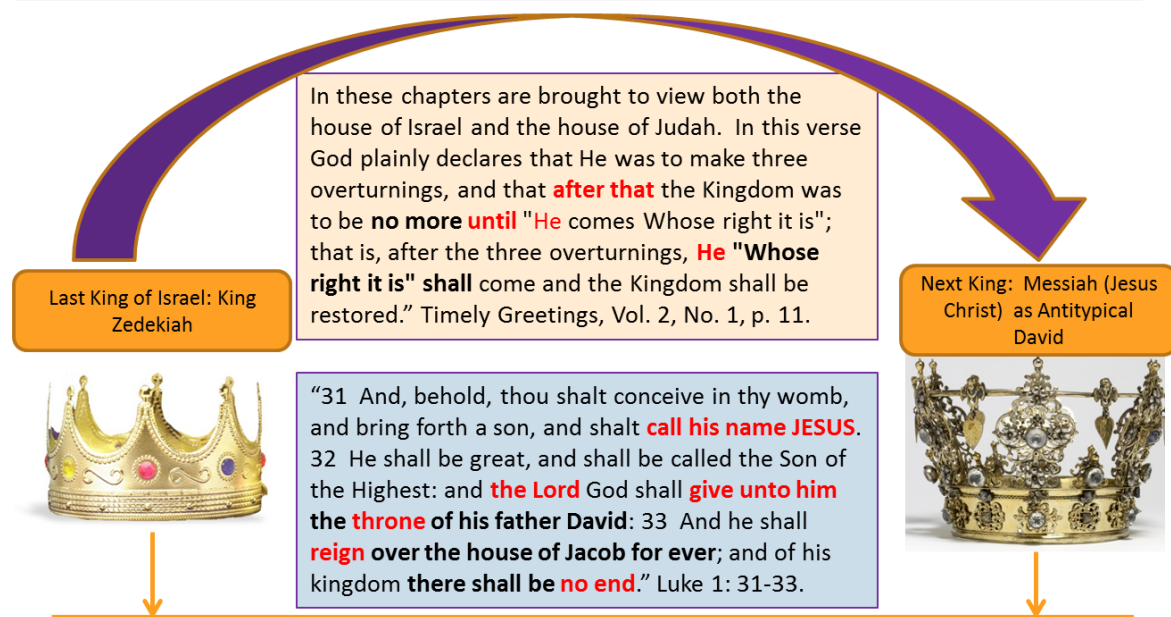 In these chapters are brought to view both the
house of Israel and the house of Judah.  In this verse
God plainly declares that He was to make three
overturnings, and that after that the Kingdom was
to be no more until "He comes Whose right it is";
that is, after the three overturnings, He "Whose
right it is" shall come and the Kingdom shall be
restored.” Timely Greetings, Vol. 2, No. 1, p. 11.
Last King of Israel: King
Zedekiah
Next King:  Messiah (Jesus
Christ)  as Antitypical
David
“31  And, behold, thou shalt conceive in thy womb,
and bring forth a son, and shalt call his name JESUS.
32  He shall be great, and shall be called the Son of
the Highest: and the Lord God shall give unto him
the throne of his father David: 33  And he shall
reign over the house of Jacob for ever; and of his
kingdom there shall be no end.” Luke 1: 31-33.